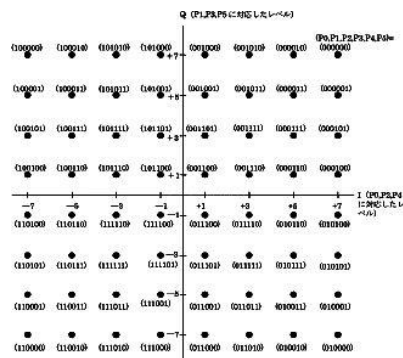 Q (P1,P3,P5 に対応したレベル)
(P0,P1,P2,P3,P4,P5)=
(100000) (100010) (101010) (101000) (001000) (001010) (000010) (000000)
+7
(100001) (100011) (101011) (101001) +5 (001001) (001011) (000011) (000001)
(100101) (100111) (101111) (101101) +3 (001101) (001111) (000111) (000101)
(100100) (100110) (101110) (101100) +1 (001100) (001110) (000110) (000100)
I (P0,P2,P4
-7 -5 -3 -1 +1 +3 +5 +7 に対応したレ
ベル)
-1
(110100) (110110) (111110) (111100) (011100) (011110) (010110) (010100)
-3
(110101) (110111) (111111) (111101) (011101) (011111) (010111) (010101)
-5
(110001) (110011) (111011) (111001) (011001) (011011) (010011) (010001)
-7
(110000) (110010) (111010) (111000) (011000) (011010) (010010) (010000)